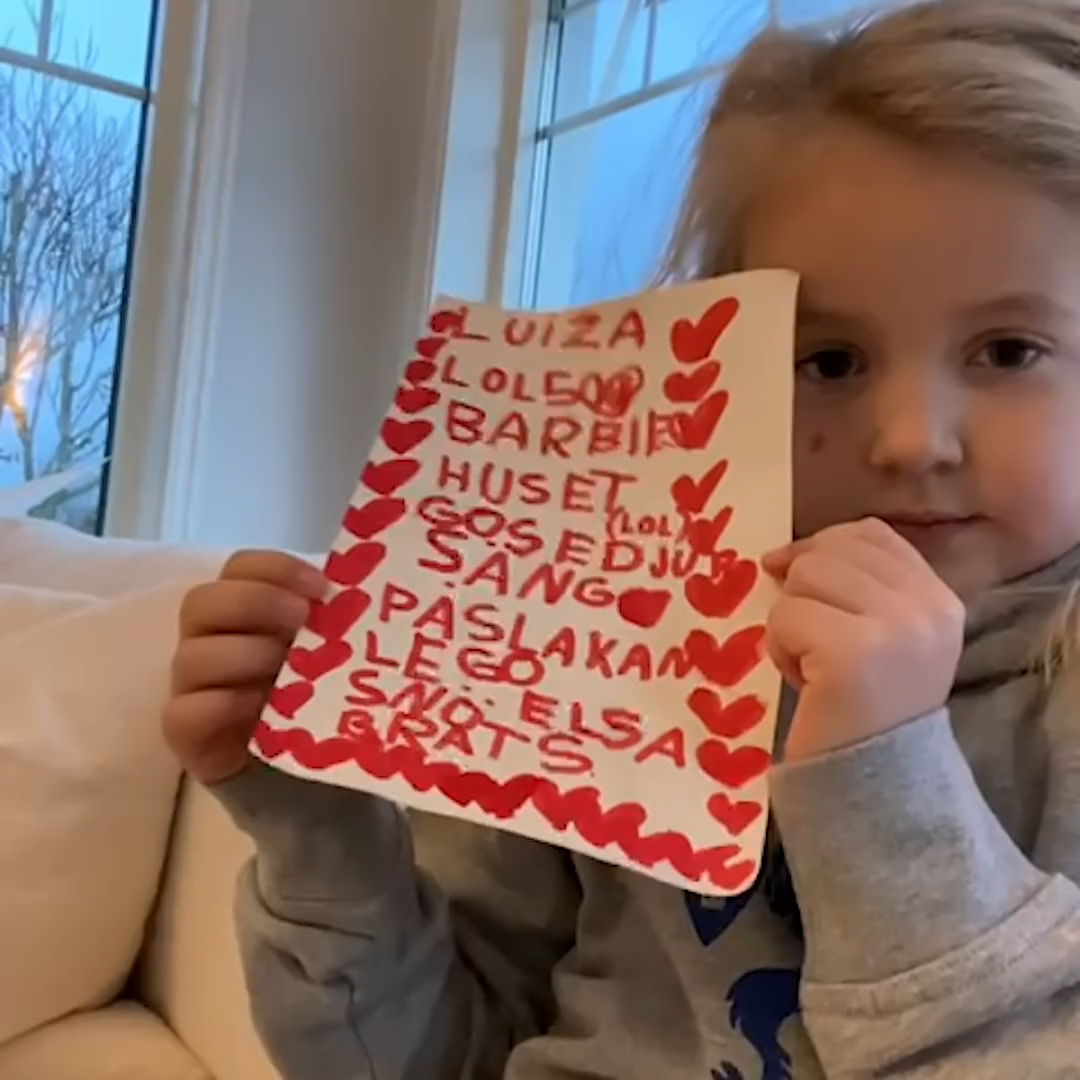 LUIZA
LOL500
BARBIE
HUSET
(LOL)
GOSEDJUR
SÄNG
PÅSLAKAN
LEGO
SNÖ. ELSA
BRATS